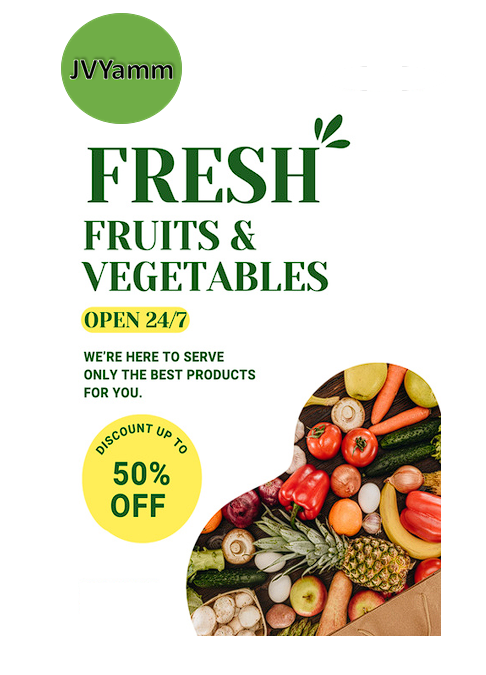 JVYamm
FRESH
FRUITS &
VEGETABLES
OPEN 24/7
WE'RE HERE TO SERVE
ONLY THE BEST PRODUCTS
FOR YOU.
DISCOUNT UP TO
50%
OFF